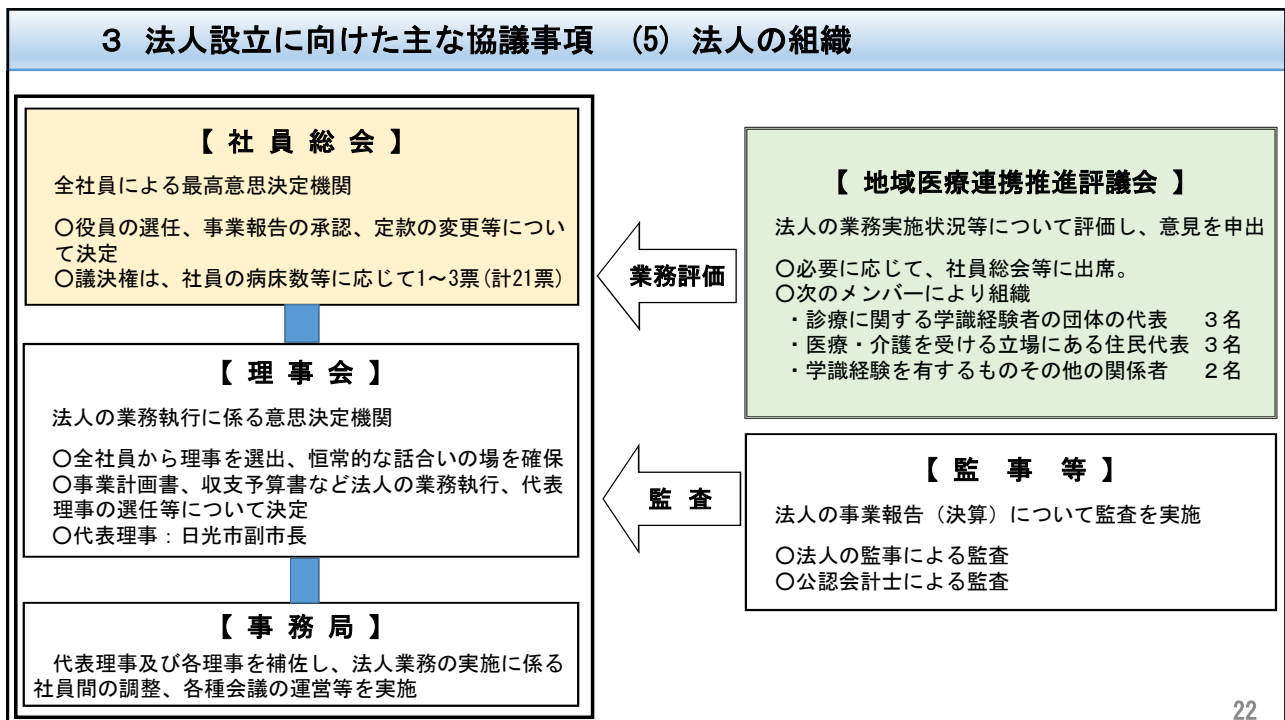 ３ 法人設立に向けた主な協議事項 (5) 法人の組織
【 社 員 総 会 】
全社員による最高意思決定機関
○役員の選任、事業報告の承認、定款の変更等につい
て決定
○議決権は、社員の病床数等に応じて1～3票(計21票)
【 理 事 会 】
法人の業務執行に係る意思決定機関
○全社員から理事を選出、恒常的な話合いの場を確保
○事業計画書、収支予算書など法人の業務執行、代表
理事の選任等について決定
○代表理事：日光市副市長
【 事 務 局 】
代表理事及び各理事を補佐し、法人業務の実施に係る
社員間の調整、各種会議の運営等を実施
業務評価
監 査
【 地域医療連携推進評議会 】
法人の業務実施状況等について評価し、意見を申出
○必要に応じて、社員総会等に出席。
○次のメンバーにより組織
・診療に関する学識経験者の団体の代表 ３名
・医療・介護を受ける立場にある住民代表 ３名
・学識経験を有するものその他の関係者 ２名
【 監 事 等 】
法人の事業報告（決算）について監査を実施
○法人の監事による監査
○公認会計士による監査
22